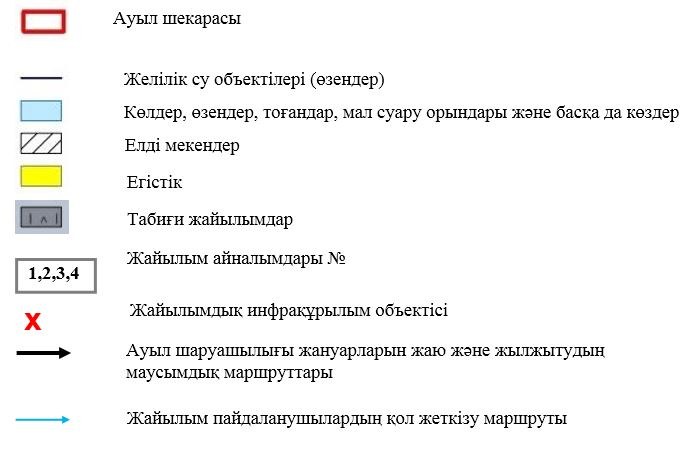 Ауыл шекарасы
Желілік су объектілері (өзендер)
Көлдер, өзендер, тоғандар, мал суару орындары және басқа да көздер
Елді мекендер
Егістік
Табиғи жайылымдар
Жайылым айналымдары №
1,2,3,4
Х Жайылымдық инфрақұрылым объектісі
Ауыл шаруашылығы жануарларын жаю және жылжытудың
маусымдық маршруттары
Жайылым пайдаланушылардың қол жеткізу маршруты